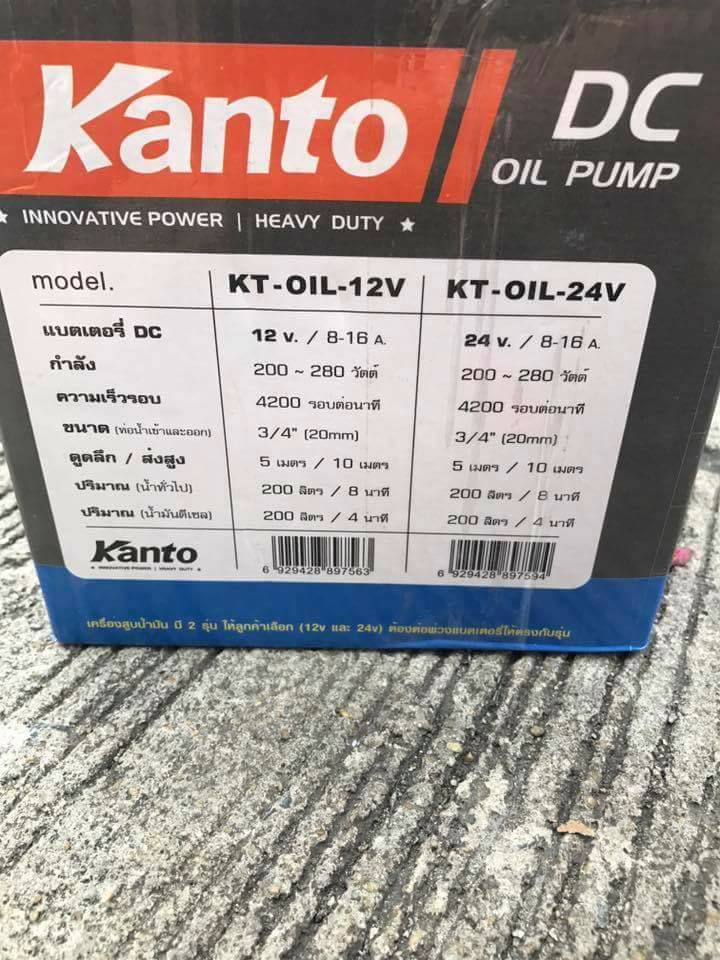 Kanto
DC
OIL PUMP
★ INNOVATIVE POWER | HEAVY DUTY ★
model. KT-OIL-12V KT-OIL-24V
แบตเตอรี่ DC 12 v. / 8-16 A. 24 v. / 8-16 A.
กำลัง 200 ~ 280 วัตต์ 200 ~ 280 วัตต์
ความเร็วรอบ 4200 รอบต่อนาที 4200 รอบต่อนาที
ขนาด (ท่อน้ำเข้าและออก) 3/4" (20mm) 3/4" (20mm)
ดูดลึก / ส่งสูง 5 เมตร / 10 เมตร 5 เมตร / 10 เมตร
ปริมาณ (น้ำทั่วไป) 200 ลิตร / 8 นาที 200 ลิตร / 8 นาที
ปริมาณ (น้ำมันดีเซล) 200 ลิตร / 4 นาที 200 ลิตร / 4 นาที
Kanto
★ INNOVATIVE POWER | HEAVY DUTY ★
6 929428 897563 6 929428 897594
เครื่องสูบน้ำมัน มี 2 รุ่น ให้ลูกค้าเลือก (12v และ 24v) ต้องต่อพ่วงแบตเตอรี่ให้ตรงกับรุ่น